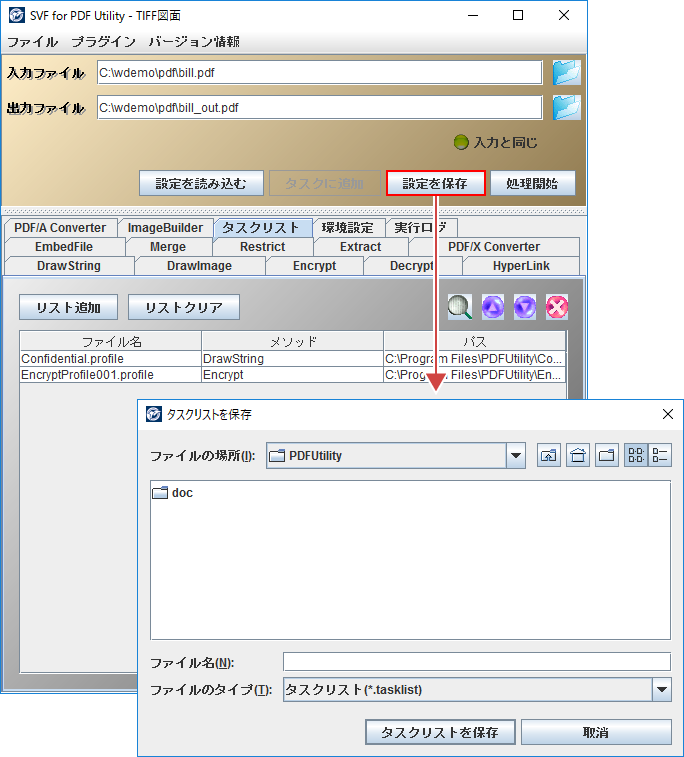 SVF for PDF Utility - TIFF図面
ファイル プラグイン バージョン情報
入力ファイル C:\wdemo\pdf\bill.pdf
出力ファイル C:\wdemo\pdf\bill_out.pdf
入力と同じ
設定を読み込む タスクに追加 設定を保存 処理開始
PDF/A Converter ImageBuilder タスクリスト 環境設定 実行ログ
EmbedFile Merge Restrict Extract PDF/X Converter
DrawString DrawImage Encrypt Decrypt HyperLink
リスト追加 リストクリア
ファイル名 メソッド パス
Confidential.profile DrawString C:\Program Files\PDFUtility\Co...
EncryptProfile001.profile Encrypt C:\Program Files\PDFUtility\En...
タスクリストを保存
ファイルの場所(I): PDFUtility
doc
ファイル名(N):
ファイルのタイプ(T): タスクリスト(*.tasklist)
タスクリストを保存 取消